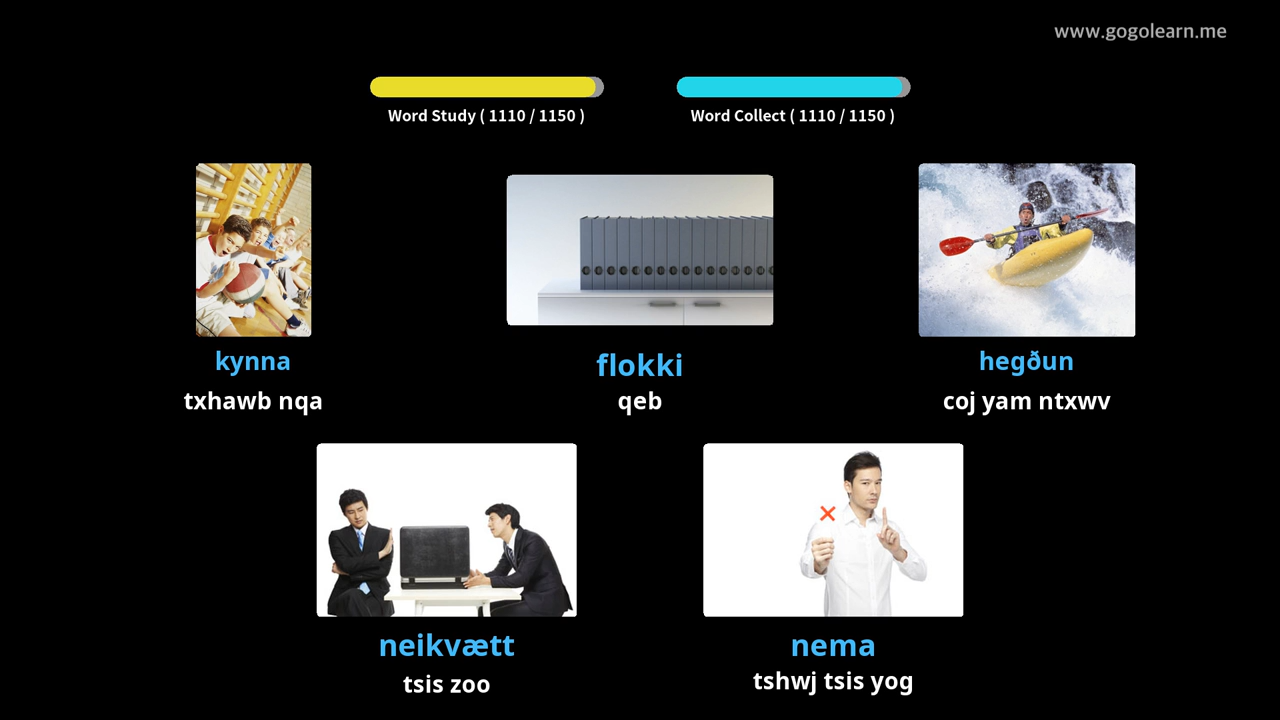 www.gogolearn.me
Word Study ( 1110 / 1150 )
Word Collect ( 1110 / 1150 )
kynna
txhawb nqa
flokki
qeb
hegðun
coj yam ntxwv
neikvætt
tsis zoo
nema
tshwj tsis yog